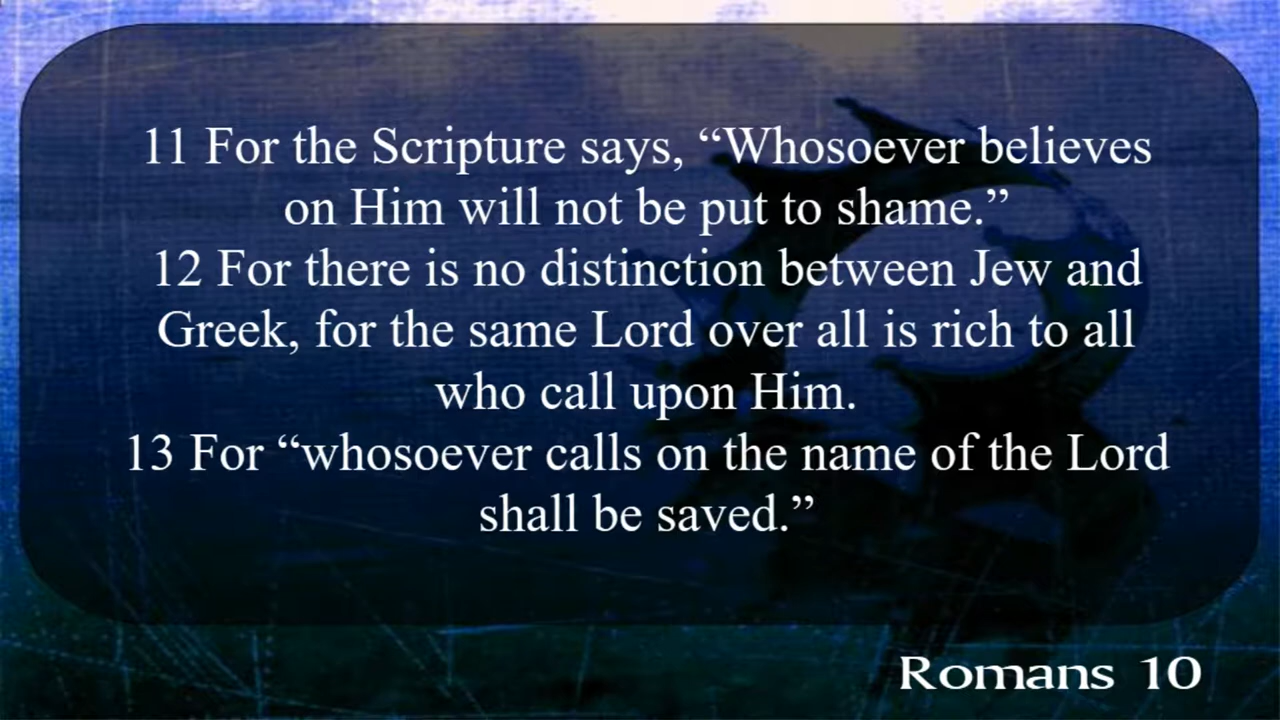 11 For the Scripture says, “Whosoever believes
on Him will not be put to shame.”
12 For there is no distinction between Jew and
Greek, for the same Lord over all is rich to all
who call upon Him.
13 For “whosoever calls on the name of the Lord
shall be saved.”
Romans 10